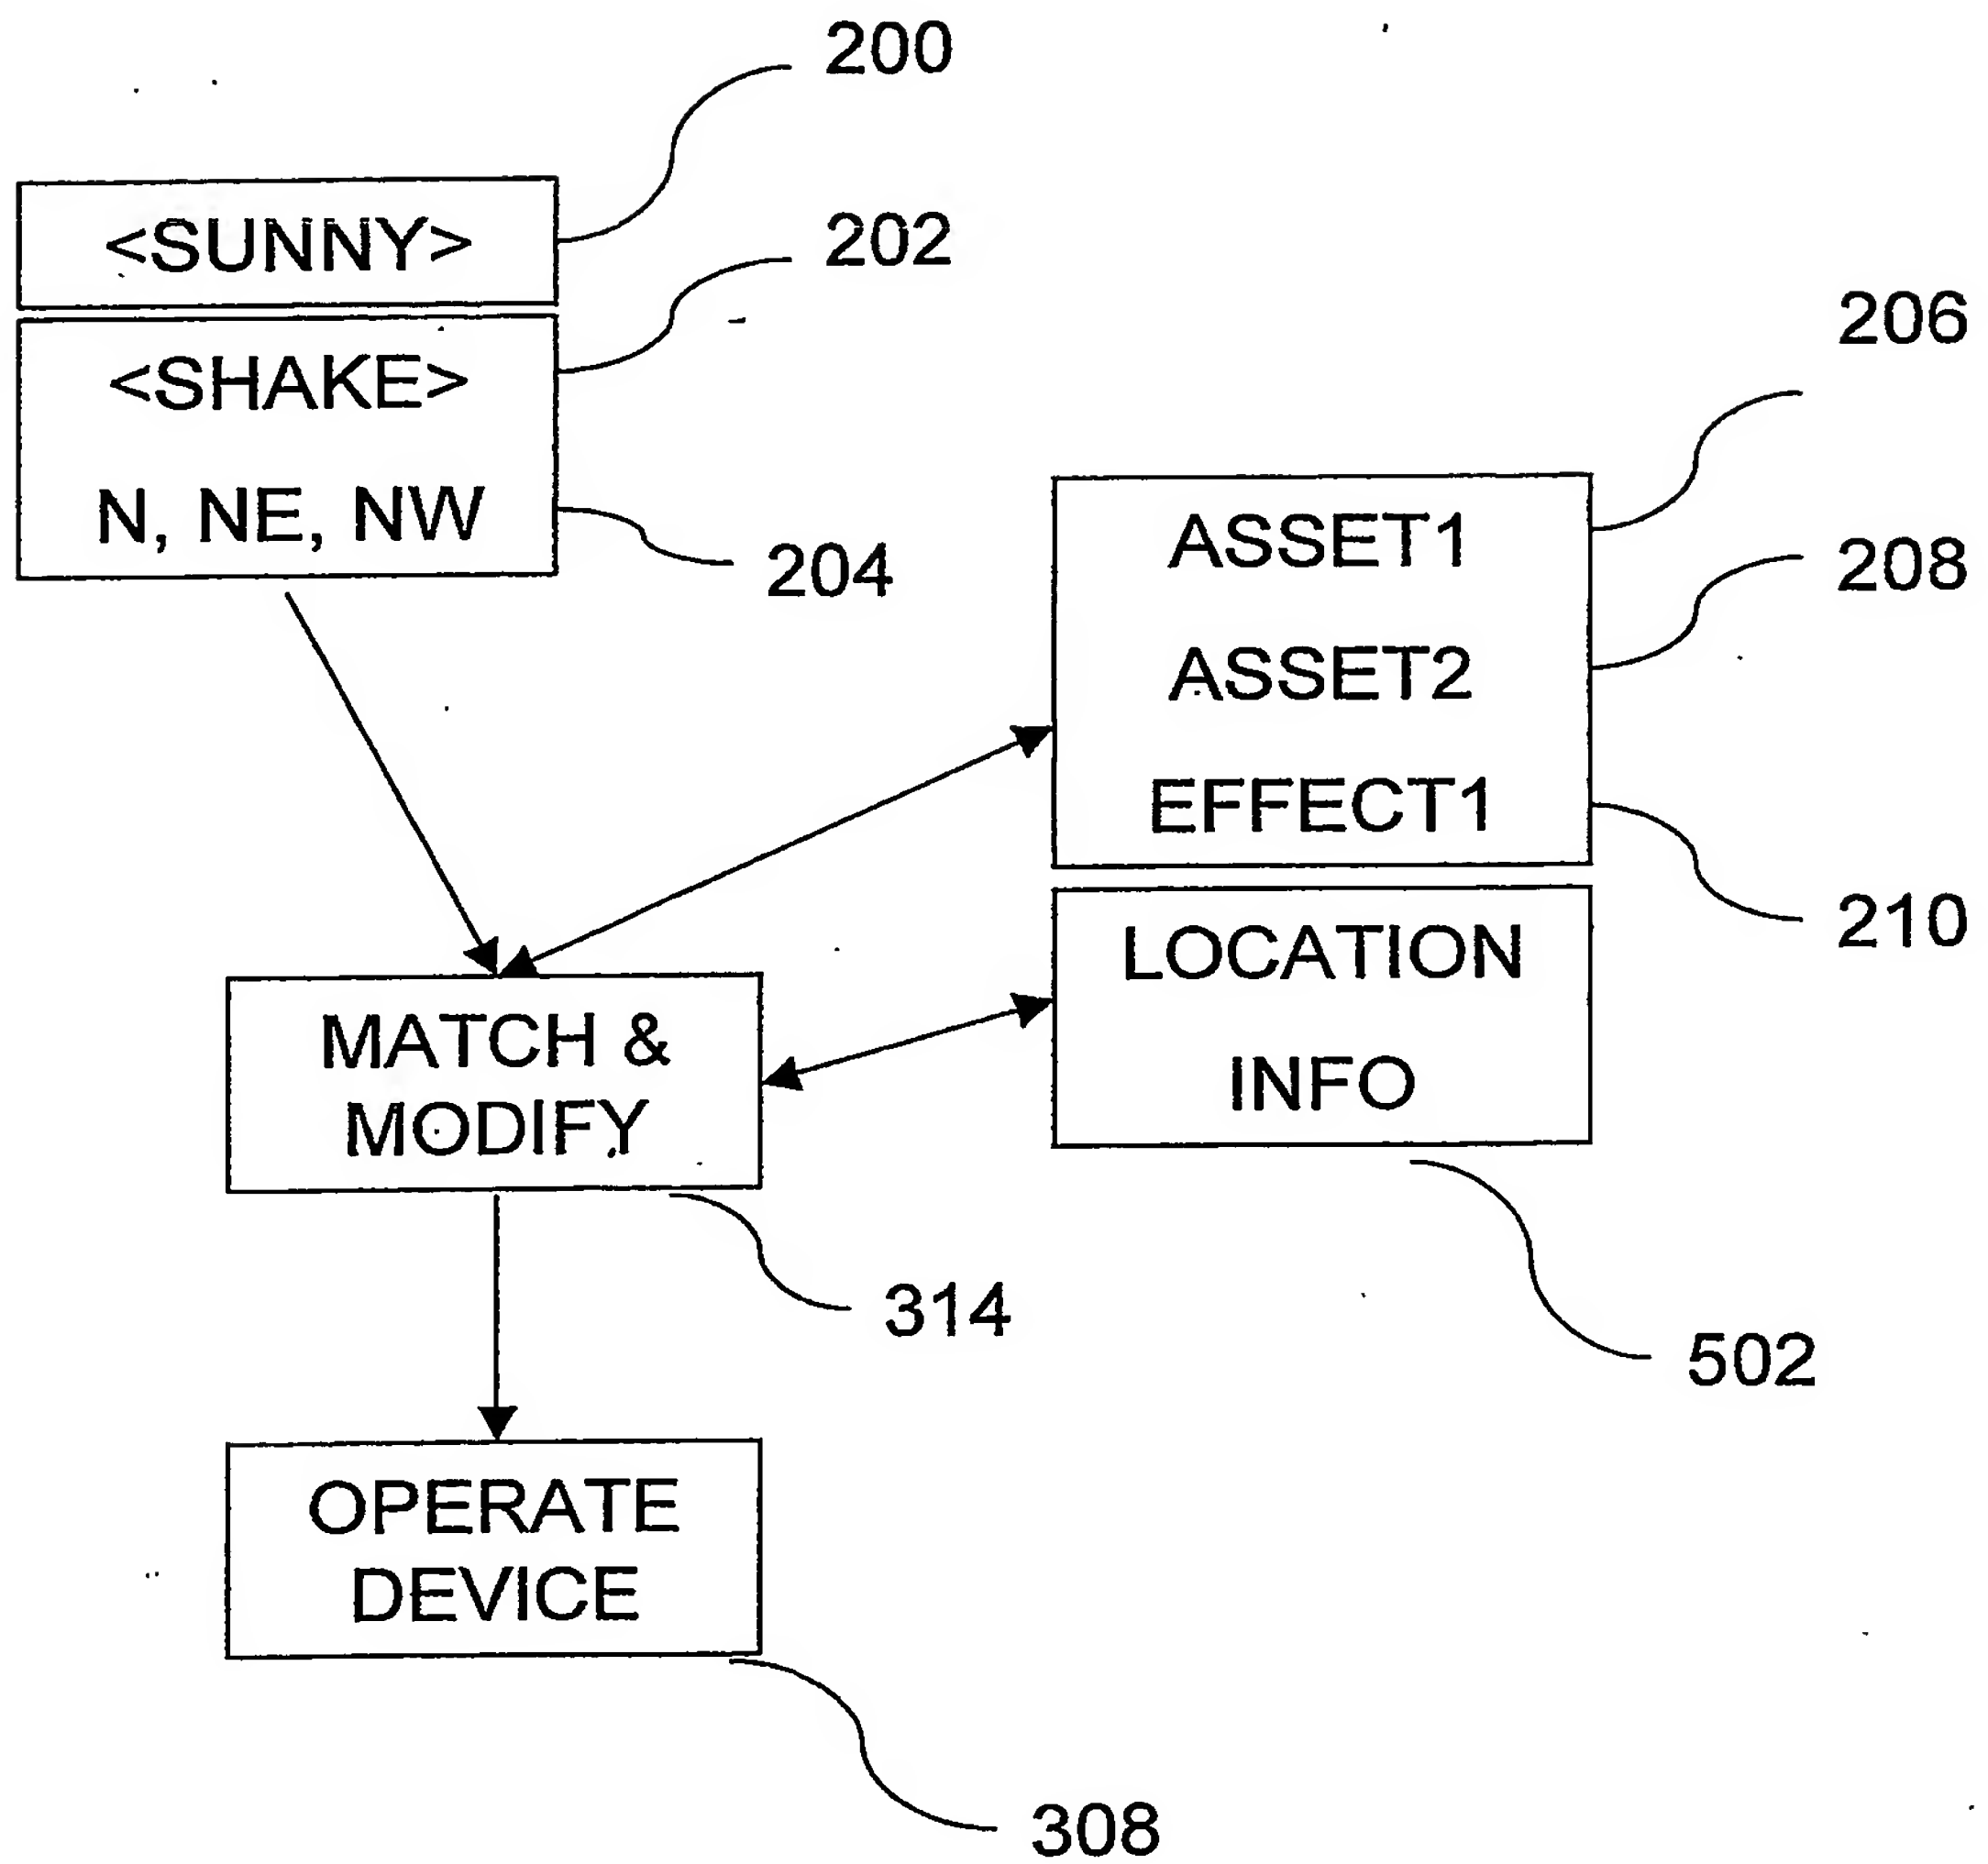 200
<SUNNY>
202
<SHAKE>
N, NE, NW
204
206
ASSET1
208
ASSET2
EFFECT1
210
LOCATION
INFO
502
MATCH &
MODIFY
314
OPERATE
DEVICE
308